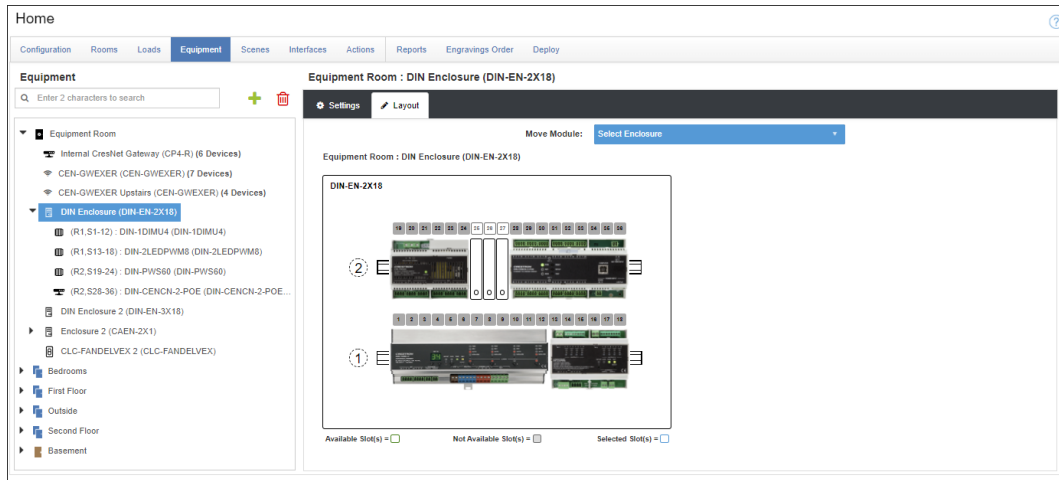 Home
Configuration Rooms Loads Equipment Scenes Interfaces Actions Reports Engravings Order Deploy
Equipment
Enter 2 characters to search
Equipment Room
Internal CresNet Gateway (CP4-R) (6 Devices)
CEN-GWEXER (CEN-GWEXER) (7 Devices)
CEN-GWEXER Upstairs (CEN-GWEXER) (4 Devices)
DIN Enclosure (DIN-EN-2X18)
(R1,S1-12) : DIN-1DIMU4 (DIN-1DIMU4)
(R1,S13-18) : DIN-2LEDPWM8 (DIN-2LEDPWM8)
(R2,S19-24) : DIN-PWS60 (DIN-PWS60)
(R2,S28-36) : DIN-CENCN-2-POE (DIN-CENCN-2-POE...
DIN Enclosure 2 (DIN-EN-3X18)
Enclosure 2 (CAEN-2X1)
CLC-FANDELVEX 2 (CLC-FANDELVEX)
Bedrooms
First Floor
Outside
Second Floor
Basement
Equipment Room : DIN Enclosure (DIN-EN-2X18)
Settings Layout
Move Module: Select Enclosure
Equipment Room : DIN Enclosure (DIN-EN-2X18)
DIN-EN-2X18
19 20 21 22 23 24 25 26 27 28 29 30 31 32 33 34 35 36
2
1 2 3 4 5 6 7 8 9 10 11 12 13 14 15 16 17 18
1
Available Slot(s) = Not Available Slot(s) = Selected Slot(s) =